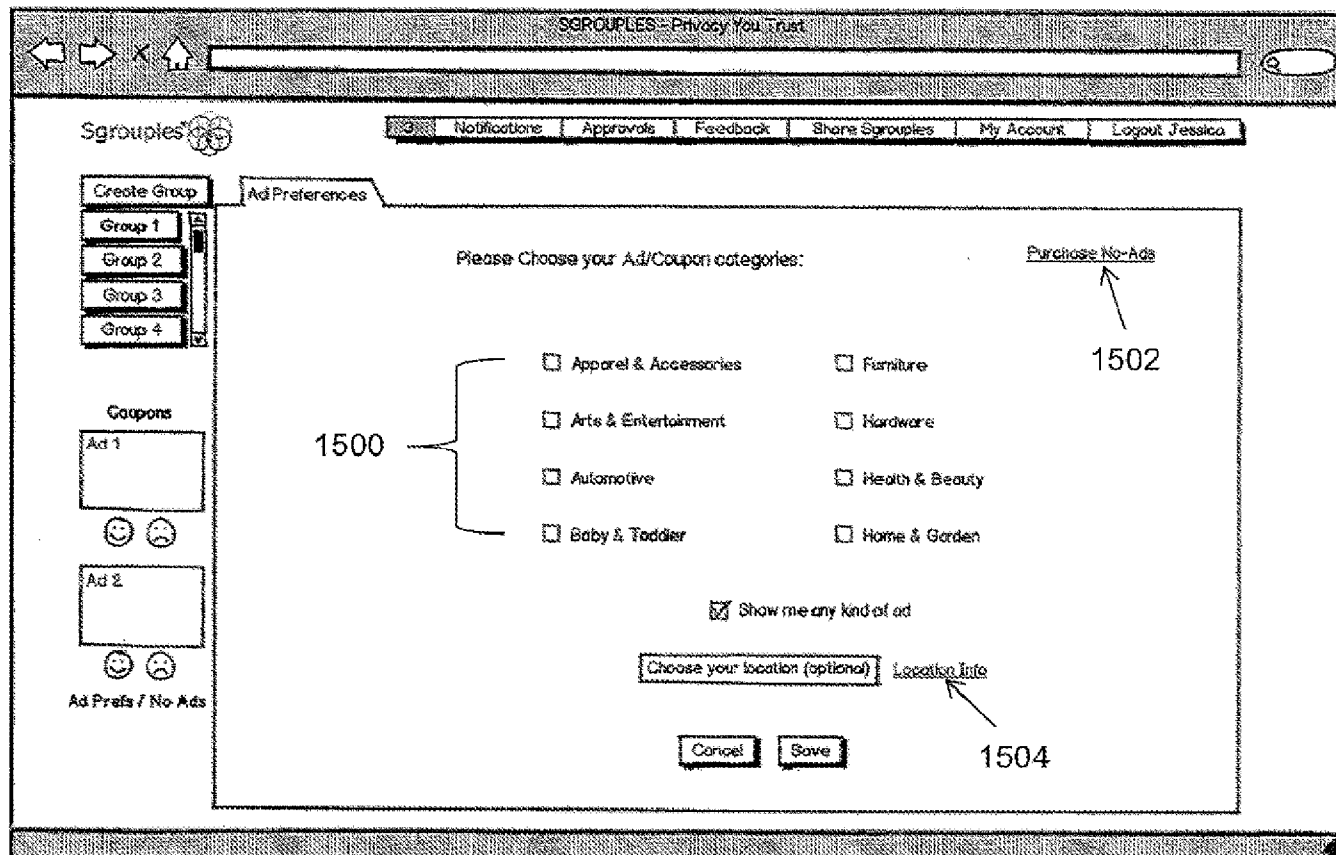 SGROUPLES - Privacy You Trust
Sgrouples
3 Notifications Approvals Feedback Share Sgrouples My Account Logout Jessica
Create Group
Group 1
Group 2
Group 3
Group 4
Ad Preferences
Please Choose your Ad/Coupon categories:
Purchase No-Ads
1502
1500
Apparel & Accessories
Furniture
Arts & Entertainment
Hardware
Automotive
Health & Beauty
Baby & Toddler
Home & Garden
Show me any kind of ad
Choose your location (optional) Location Info
1504
Cancel Save
Coupons
Ad 1
Ad 2
Ad Prefs / No Ads